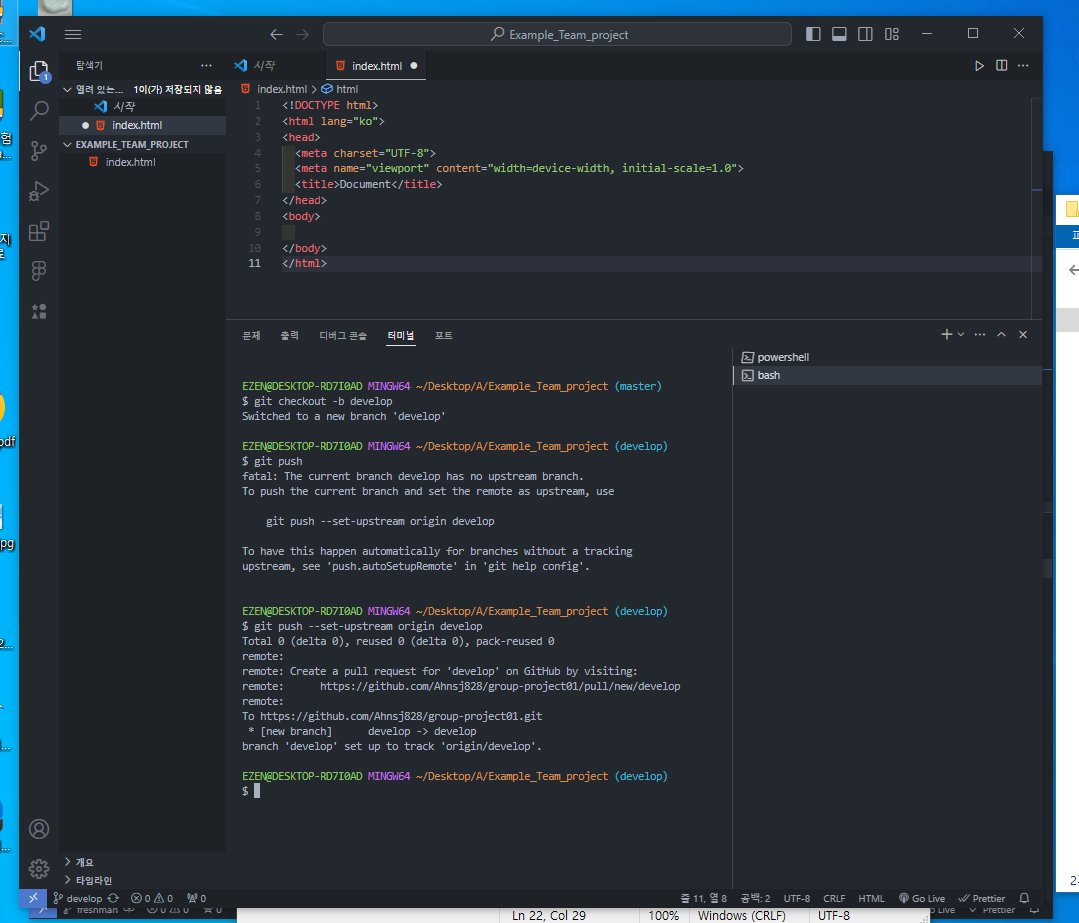 Example_Team_project
탐색기
시작
index.html
열려 있는... 1이(가) 저장되지 않음
시작
index.html
EXAMPLE_TEAM_PROJECT
index.html
index.html > html
1 <!DOCTYPE html>
2 <html lang="ko">
3 <head>
4 <meta charset="UTF-8">
5 <meta name="viewport" content="width=device-width, initial-scale=1.0">
6 <title>Document</title>
7 </head>
8 <body>
9
10 </body>
11 </html>
문제 출력 디버그 콘솔 터미널 포트
powershell
bash
EZEN@DESKTOP-RD7I0AD MINGW64 ~/Desktop/A/Example_Team_project (master)
$ git checkout -b develop
Switched to a new branch 'develop'
EZEN@DESKTOP-RD7I0AD MINGW64 ~/Desktop/A/Example_Team_project (develop)
$ git push
fatal: The current branch develop has no upstream branch.
To push the current branch and set the remote as upstream, use
git push --set-upstream origin develop
To have this happen automatically for branches without a tracking
upstream, see 'push.autoSetupRemote' in 'git help config'.
EZEN@DESKTOP-RD7I0AD MINGW64 ~/Desktop/A/Example_Team_project (develop)
$ git push --set-upstream origin develop
Total 0 (delta 0), reused 0 (delta 0), pack-reused 0
remote:
remote: Create a pull request for 'develop' on GitHub by visiting:
remote: https://github.com/Ahnsj828/group-project01/pull/new/develop
remote:
To https://github.com/Ahnsj828/group-project01.git
* [new branch] develop -> develop
branch 'develop' set up to track 'origin/develop'.
EZEN@DESKTOP-RD7I0AD MINGW64 ~/Desktop/A/Example_Team_project (develop)
$
개요
타임라인
develop 0 0 0 줄 11, 열 8 공백: 2 UTF-8 CRLF HTML Go Live Prettier
freshman 0 0 0 Live Prettier
Ln 22, Col 29 100% Windows (CRLF) UTF-8